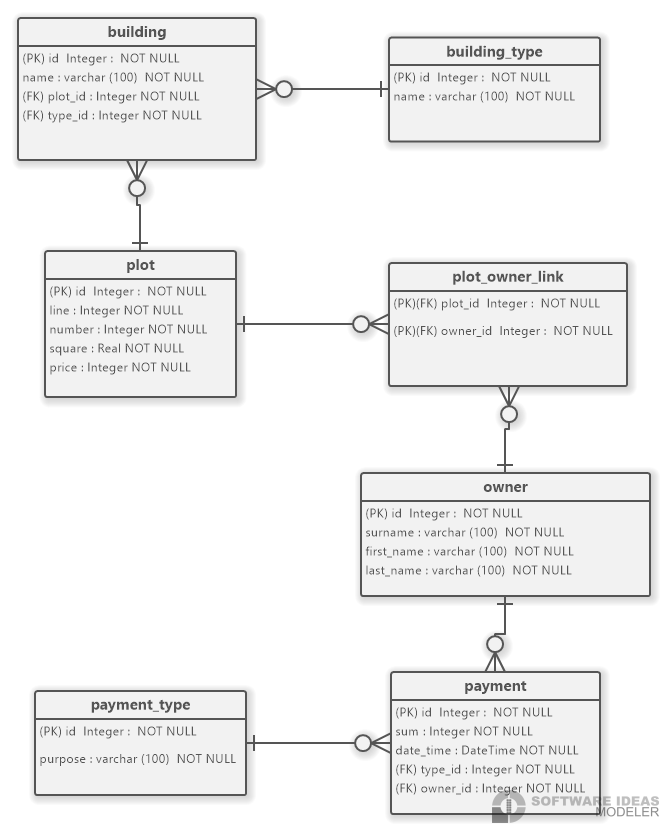 building
(PK) id  Integer :  NOT NULL
name : varchar (100)  NOT NULL
(FK) plot_id : Integer NOT NULL
(FK) type_id : Integer NOT NULL
building_type
(PK) id  Integer :  NOT NULL
name : varchar (100)  NOT NULL
plot
(PK) id  Integer :  NOT NULL
line : Integer NOT NULL
number : Integer NOT NULL
square : Real NOT NULL
price : Integer NOT NULL
plot_owner_link
(PK)(FK) plot_id  Integer :  NOT NULL
(PK)(FK) owner_id  Integer :  NOT NULL
owner
(PK) id  Integer :  NOT NULL
surname : varchar (100)  NOT NULL
first_name : varchar (100)  NOT NULL
last_name : varchar (100)  NOT NULL
payment_type
(PK) id  Integer :  NOT NULL
purpose : varchar (100)  NOT NULL
payment
(PK) id  Integer :  NOT NULL
sum : Integer NOT NULL
date_time : DateTime NOT NULL
(FK) type_id : Integer NOT NULL
(FK) owner_id : Integer NOT NULL
SOFTWARE IDEAS
MODELER